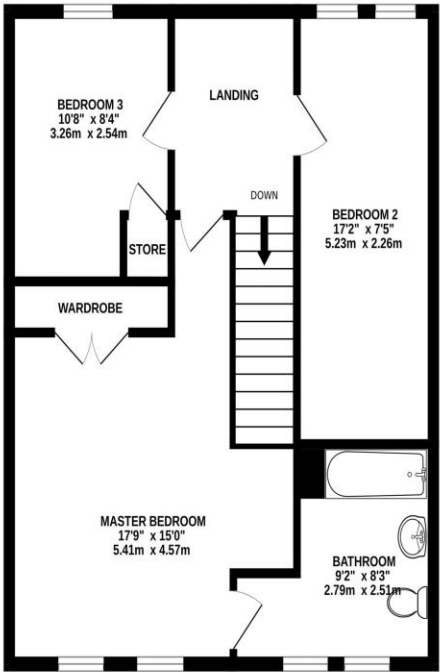 BEDROOM 3
10'8" x 8'4"
3.26m x 2.54m
LANDING
DOWN
BEDROOM 2
17'2" x 7'5"
5.23m x 2.26m
STORE
WARDROBE
MASTER BEDROOM
17'9" x 15'0"
5.41m x 4.57m
BATHROOM
9'2" x 8'3"
2.79m x 2.51m